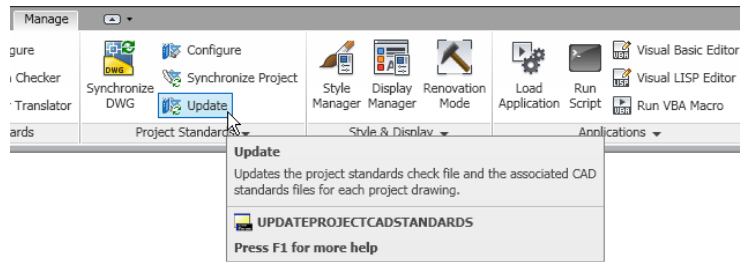 Manage
gure
Configure
Visual Basic Editor
Checker
Synchronize Project
Visual LISP Editor
Translator
DWG
Synchronize
DWG
Update
Style
Manager
Display
Manager
Renovation
Mode
Load
Application
Run
Script
Run VBA Macro
ards
Project Standards
Style & Display
Applications
Update
Updates the project standards check file and the associated CAD
standards files for each project drawing.
UPDATEPROJECTCADSTANDARDS
Press F1 for more help